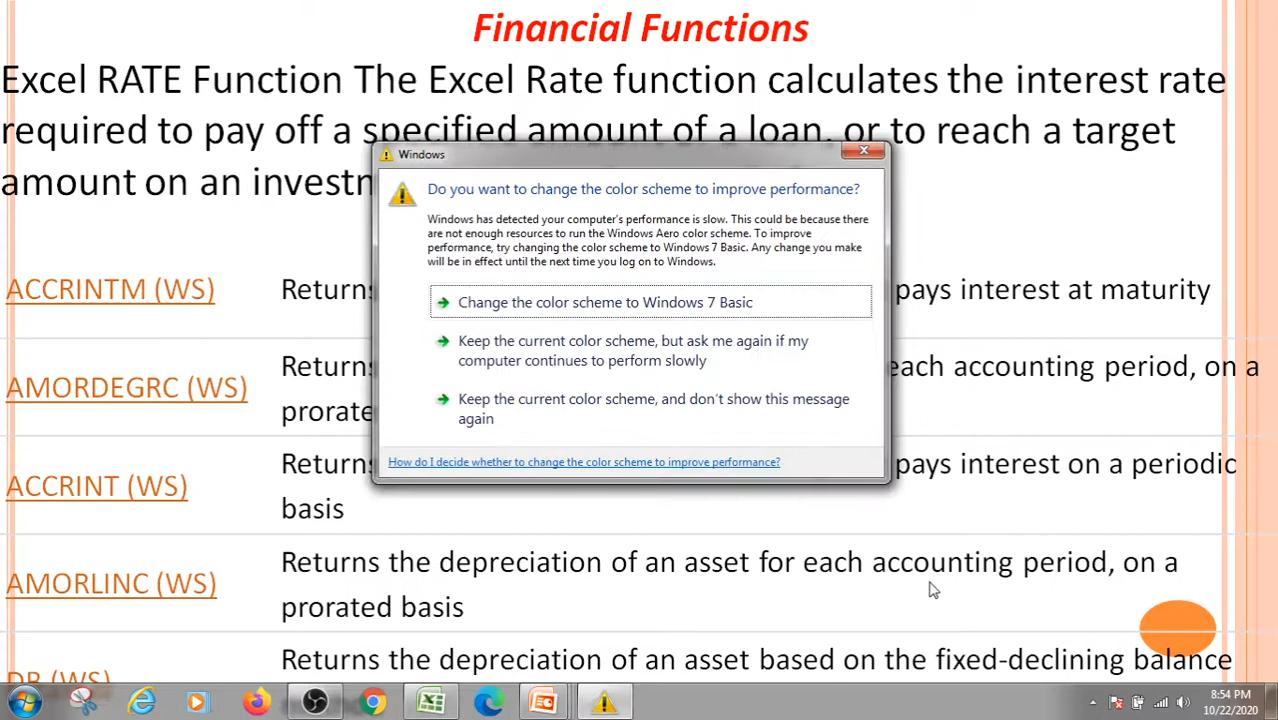 Financial Functions
Excel RATE Function The Excel Rate function calculates the interest rate
required to pay off a specified amount of a loan, or to reach a target
amount on an investm
Windows
Do you want to change the color scheme to improve performance?
Windows has detected your computer's performance is slow. This could be because there
are not enough resources to run the Windows Aero color scheme. To improve
performance, try changing the color scheme to Windows 7 Basic. Any change you make
will be in effect until the next time you log on to Windows.
Change the color scheme to Windows 7 Basic
Keep the current color scheme, but ask me again if my
computer continues to perform slowly
Keep the current color scheme, and don't show this message
again
How do I decide whether to change the color scheme to improve performance?
ACCRINTM (WS) Returns pays interest at maturity
AMORDEGRC (WS) Returns each accounting period, on a
prorate
ACCRINT (WS) Returns pays interest on a periodic
basis
AMORLINC (WS) Returns the depreciation of an asset for each accounting period, on a
prorated basis
DB (WS) Returns the depreciation of an asset based on the fixed-declining balance
8:54 PM
10/22/2020